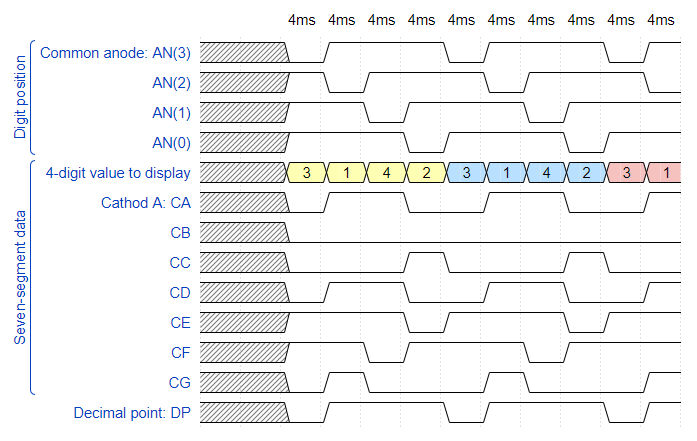 4ms 4ms 4ms 4ms 4ms 4ms 4ms 4ms 4ms 4ms
Digit position
Common anode: AN(3)
AN(2)
AN(1)
AN(0)
Seven-segment data
4-digit value to display 3 1 4 2 3 1 4 2 3 1
Cathod A: CA
CB
CC
CD
CE
CF
CG
Decimal point: DP